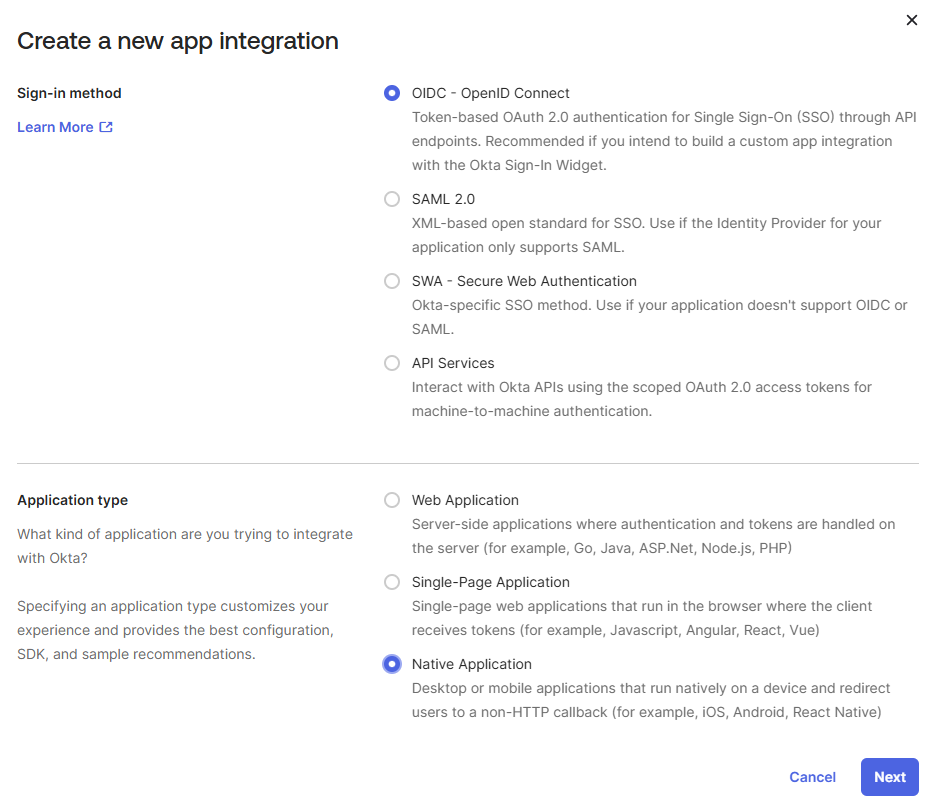 Create a new app integration
Sign-in method
Learn More
OIDC - OpenID Connect
Token-based OAuth 2.0 authentication for Single Sign-On (SSO) through API
endpoints. Recommended if you intend to build a custom app integration
with the Okta Sign-In Widget.
SAML 2.0
XML-based open standard for SSO. Use if the Identity Provider for your
application only supports SAML.
SWA - Secure Web Authentication
Okta-specific SSO method. Use if your application doesn't support OIDC or
SAML.
API Services
Interact with Okta APIs using the scoped OAuth 2.0 access tokens for
machine-to-machine authentication.
Application type
What kind of application are you trying to integrate
with Okta?
Specifying an application type customizes your
experience and provides the best configuration,
SDK, and sample recommendations.
Web Application
Server-side applications where authentication and tokens are handled on
the server (for example, Go, Java, ASP.Net, Node.js, PHP)
Single-Page Application
Single-page web applications that run in the browser where the client
receives tokens (for example, Javascript, Angular, React, Vue)
Native Application
Desktop or mobile applications that run natively on a device and redirect
users to a non-HTTP callback (for example, iOS, Android, React Native)
Cancel
Next